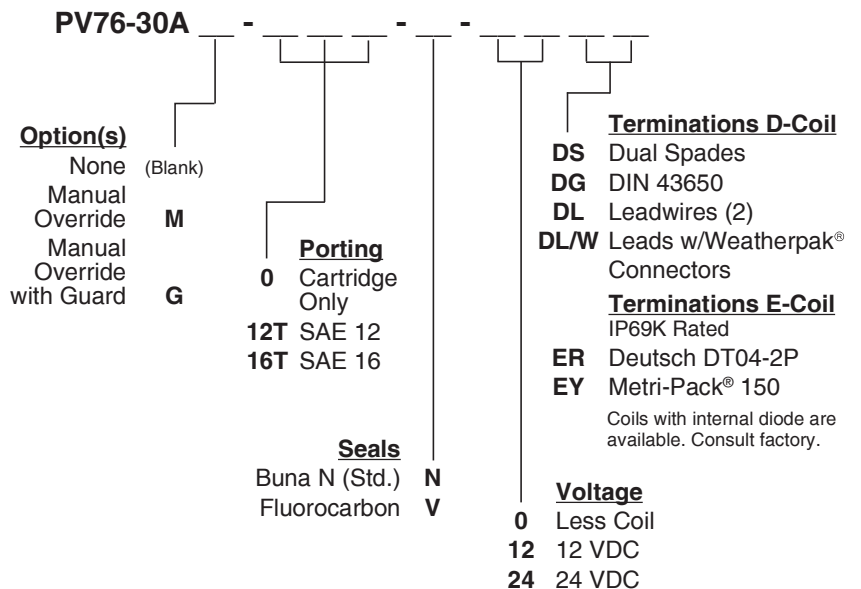 PV76-30A __ - __ __ __ - __ - __ __ __ __
Option(s)
None (Blank)
Manual
Override M
Manual
Override
with Guard G
Porting
0 Cartridge
Only
12T SAE 12
16T SAE 16
Seals
Buna N (Std.) N
Fluorocarbon V
Terminations D-Coil
DS Dual Spades
DG DIN 43650
DL Leadwires (2)
DL/W Leads w/Weatherpak®
Connectors
Terminations E-Coil
IP69K Rated
ER Deutsch DT04-2P
EY Metri-Pack® 150
Coils with internal diode are
available. Consult factory.
Voltage
0 Less Coil
12 12 VDC
24 24 VDC